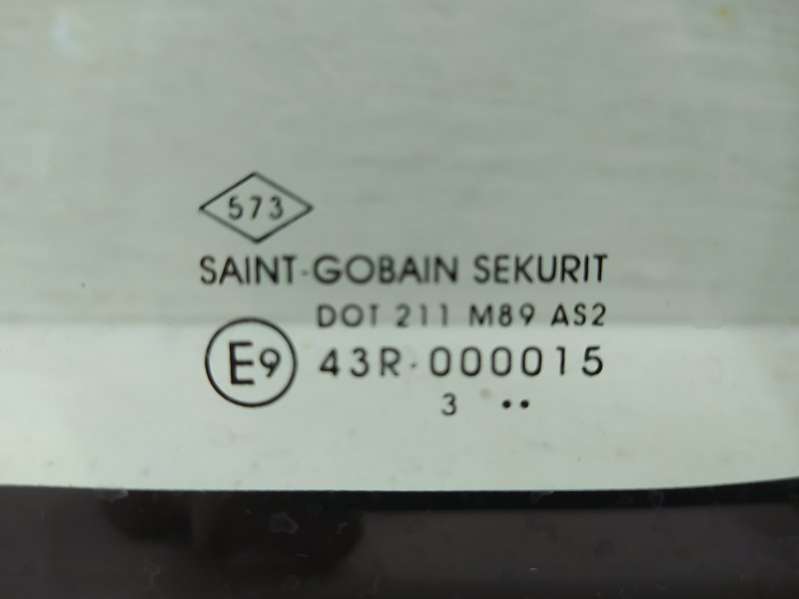 573
SAINT-GOBAIN SEKURIT
DOT 211 M89 AS2
E9 43R-000015
3 ••